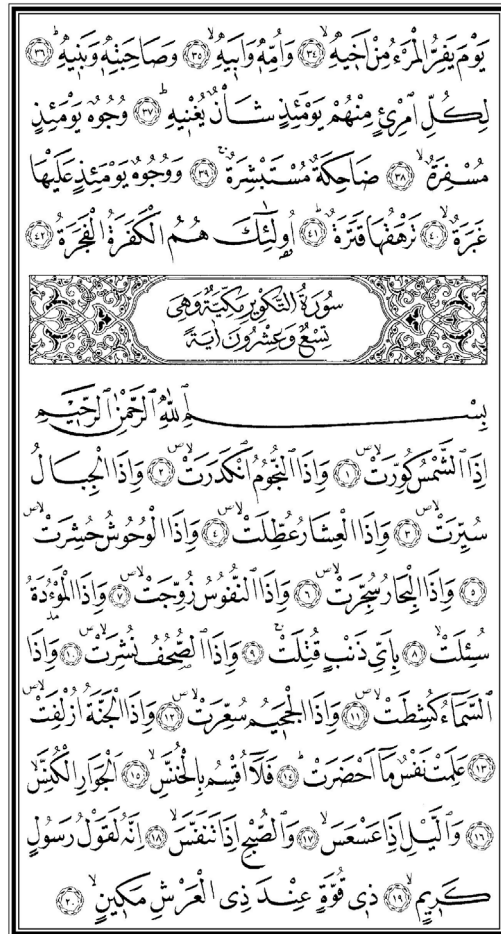 يَوْمَ يَفِرُّ الْمَرْءُ مِنْ اَخ۪يهِۙ ﴿٣٤﴾ وَاُمِّه۪ وَاَب۪يهِۙ ﴿٣٥﴾ وَصَاحِبَتِه۪ وَبَن۪يهِۜ ﴿٣٦﴾
لِكُلِّ امْرِئٍ مِنْهُمْ يَوْمَئِذٍ شَأْنٌ يُغْن۪يهِۜ ﴿٣٧﴾ وُجُوهٌ يَوْمَئِذٍ
مُسْفِرَةٌۙ ﴿٣٨﴾ ضَاحِكَةٌ مُسْتَبْشِرَةٌۚ ﴿٣٩﴾ وَوُجُوهٌ يَوْمَئِذٍ عَلَيْهَا
غَبَرَةٌۙ ﴿٤٠﴾ تَرْهَقُهَا قَتَرَةٌۜ ﴿٤١﴾ اُو۬لٰٓئِكَ هُمُ الْكَفَرَةُ الْفَجَرَةُ ﴿٤٢﴾
سُورَةُ التَّكْوِيرِ مَكِّيَّةٌ وَهِيَ
تِسْعٌ وَعِشْرُونَ اٰيَةً
بِسْمِ اللّٰهِ الرَّحْمٰنِ الرَّح۪يمِ
اِذَا الشَّمْسُ كُوِّرَتْۙۖ ﴿١﴾ وَاِذَا النُّجُومُ انْكَدَرَتْۙۖ ﴿٢﴾ وَاِذَا الْجِبَالُ
سُيِّرَتْۙۖ ﴿٣﴾ وَاِذَا الْعِشَارُ عُطِّلَتْۙۖ ﴿٤﴾ وَاِذَا الْوُحُوشُ حُشِرَتْۙۖ
﴿٥﴾ وَاِذَا الْبِحَارُ سُجِّرَتْۙۖ ﴿٦﴾ وَاِذَا النُّفُوسُ زُوِّجَتْۙۖ ﴿٧﴾ وَاِذَا الْمَوْؤُ۫دَةُ
سُئِلَتْۙ ﴿٨﴾ بِاَيِّ ذَنْبٍ قُتِلَتْۚ ﴿٩﴾ وَاِذَا الصُّحُفُ نُشِرَتْۙۖ ﴿١٠﴾ وَاِذَا
السَّمَٓاءُ كُشِطَتْۙۖ ﴿١١﴾ وَاِذَا الْجَح۪يمُ سُعِّرَتْۙۖ ﴿١٢﴾ وَاِذَا الْجَنَّةُ اُزْلِفَتْۙۖ
﴿١٣﴾ عَلِمَتْ نَفْسٌ مَٓا اَحْضَرَتْۜ ﴿١٤﴾ فَلَٓا اُقْسِمُ بِالْخُنَّسِۙ ﴿١٥﴾ اَلْجَوَارِ الْكُنَّسِۙ
﴿١٦﴾ وَالَّيْلِ اِذَا عَسْعَسَۙ ﴿١٧﴾ وَالصُّبْحِ اِذَا تَنَفَّسَۙ ﴿١٨﴾ اِنَّهُ لَقَوْلُ رَسُولٍ
كَر۪يمٍۙ ﴿١٩﴾ ذ۪ي قُوَّةٍ عِنْدَ ذِي الْعَرْشِ مَك۪ينٍۙ ﴿٢٠﴾